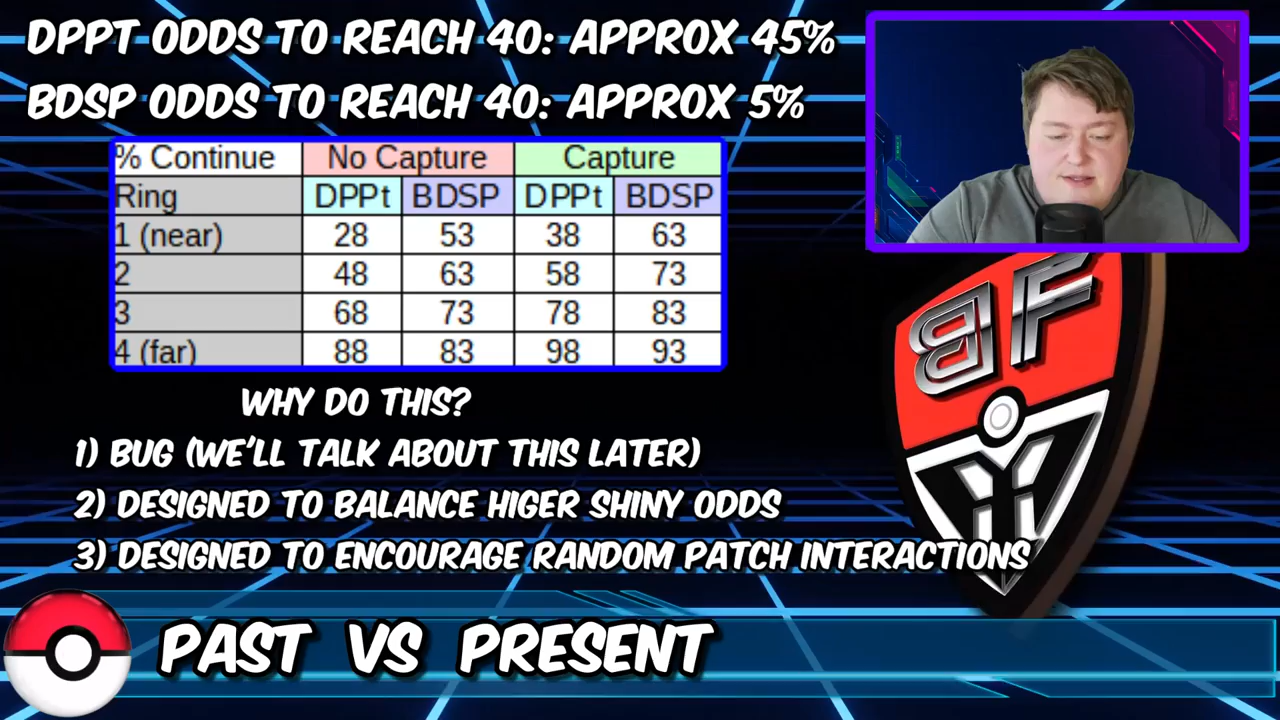 DPPT ODDS TO REACH 40: APPROX 45%
BDSP ODDS TO REACH 40: APPROX 5%
% Continue No Capture Capture
Ring DPPt BDSP DPPt BDSP
1 (near) 28 53 38 63
2 48 63 58 73
3 68 73 78 83
4 (far) 88 83 98 93
WHY DO THIS?
1) BUG (WE'LL TALK ABOUT THIS LATER)
2) DESIGNED TO BALANCE HIGER SHINY ODDS
3) DESIGNED TO ENCOURAGE RANDOM PATCH INTERACTIONS
PAST VS PRESENT